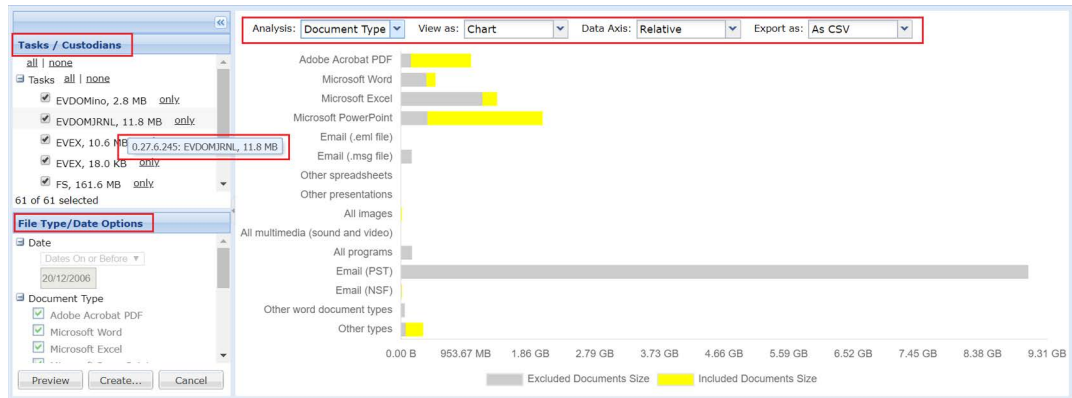 «
Tasks / Custodians
all | none
Tasks all | none
EVDOMino, 2.8 MB only
EVDOMJRNL, 11.8 MB only
EVEX, 10.6 MB
0.27.6.245: EVDOMJRNL, 11.8 MB
EVEX, 18.0 KB only
FS, 161.6 MB only
61 of 61 selected
File Type/Date Options
Date
Dates On or Before
20/12/2006
Document Type
Adobe Acrobat PDF
Microsoft Word
Microsoft Excel
Preview Create... Cancel
Analysis: Document Type View as: Chart Data Axis: Relative Export as: As CSV
Adobe Acrobat PDF
Microsoft Word
Microsoft Excel
Microsoft PowerPoint
Email (.eml file)
Email (.msg file)
Other spreadsheets
Other presentations
All images
All multimedia (sound and video)
All programs
Email (PST)
Email (NSF)
Other word document types
Other types
0.00 B 953.67 MB 1.86 GB 2.79 GB 3.73 GB 4.66 GB 5.59 GB 6.52 GB 7.45 GB 8.38 GB 9.31 GB
Excluded Documents Size Included Documents Size